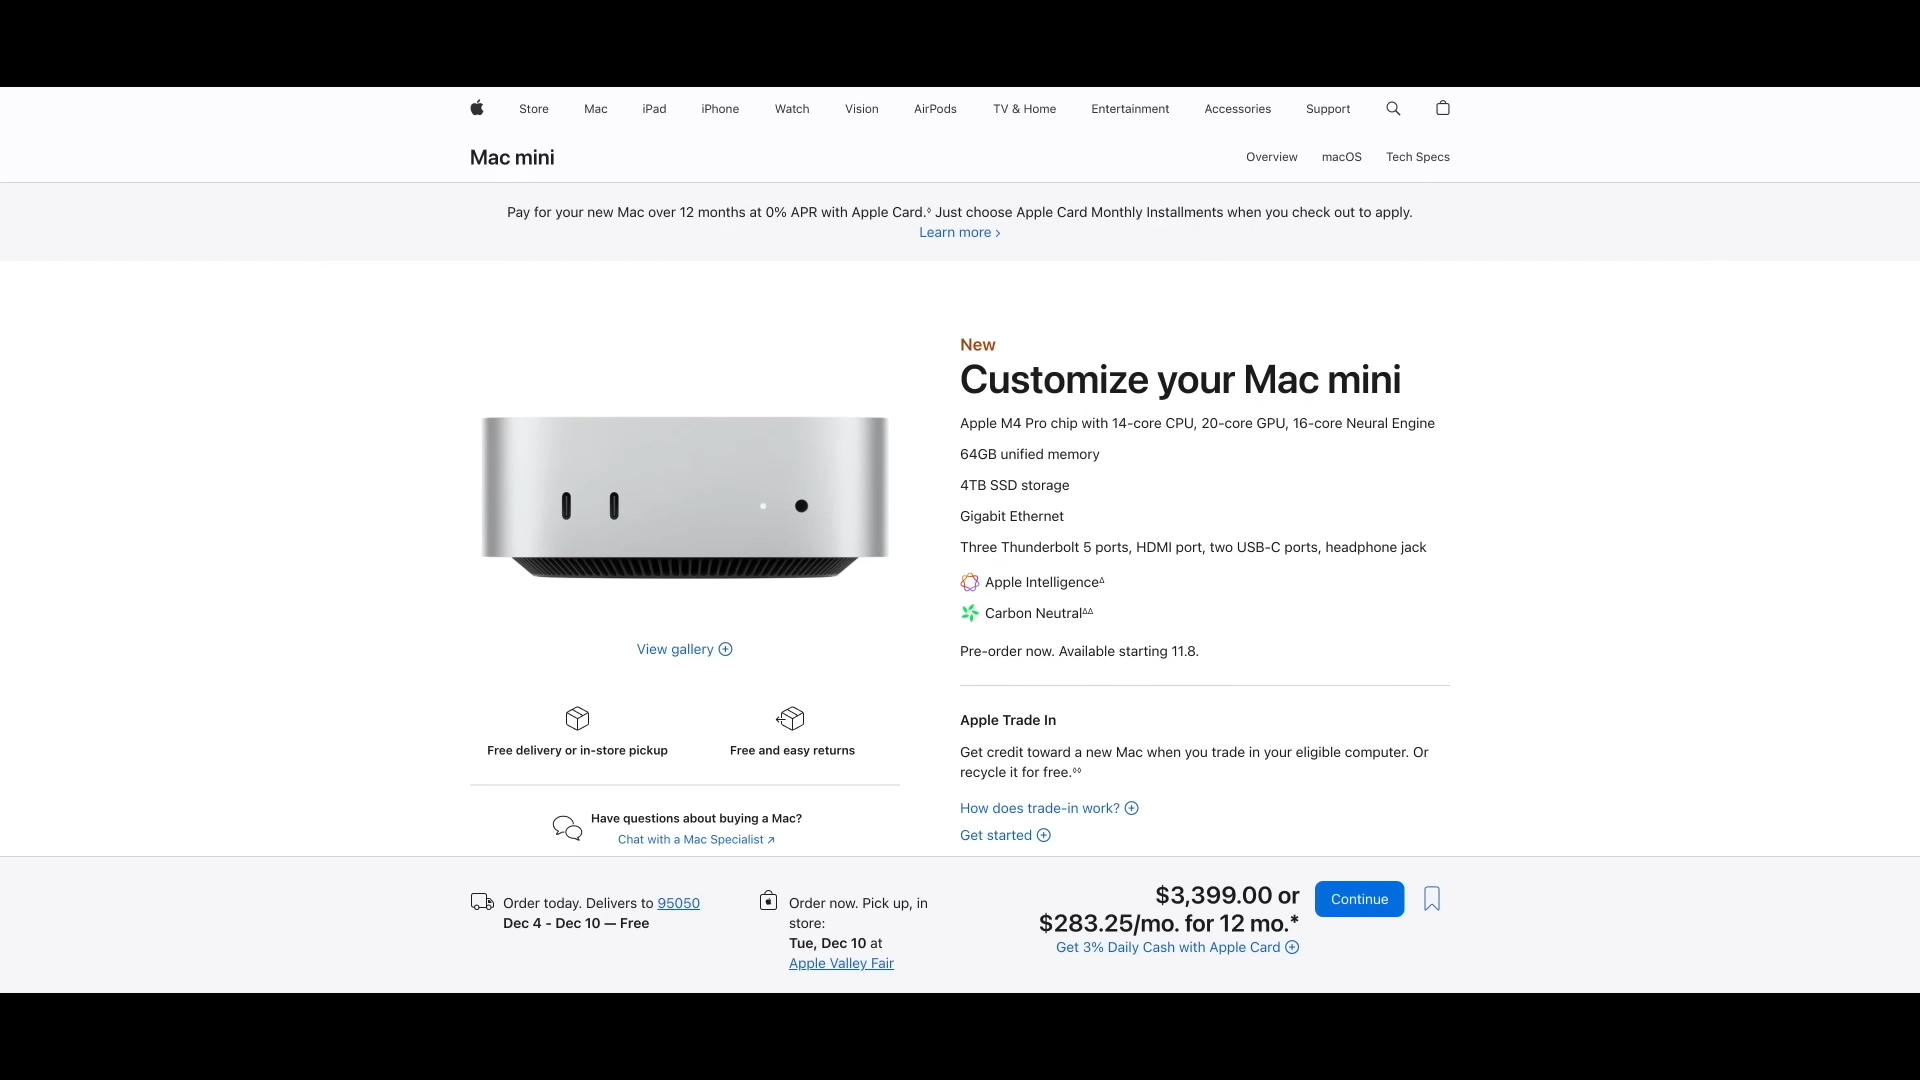 Store Mac iPad iPhone Watch Vision AirPods TV & Home Entertainment Accessories Support
Mac mini
Overview macOS Tech Specs
Pay for your new Mac over 12 months at 0% APR with Apple Card.◊ Just choose Apple Card Monthly Installments when you check out to apply.
Learn more >
New
Customize your Mac mini
Apple M4 Pro chip with 14-core CPU, 20-core GPU, 16-core Neural Engine
64GB unified memory
4TB SSD storage
Gigabit Ethernet
Three Thunderbolt 5 ports, HDMI port, two USB-C ports, headphone jack
Apple Intelligence∆
Carbon Neutral∆∆
Pre-order now. Available starting 11.8.
View gallery
Free delivery or in-store pickup
Free and easy returns
Have questions about buying a Mac?
Chat with a Mac Specialist ↗
Apple Trade In
Get credit toward a new Mac when you trade in your eligible computer. Or
recycle it for free.◊◊
How does trade-in work?
Get started
Order today. Delivers to 95050
Dec 4 - Dec 10 — Free
Order now. Pick up, in
store:
Tue, Dec 10 at
Apple Valley Fair
$3,399.00 or
$283.25/mo. for 12 mo.*
Get 3% Daily Cash with Apple Card
Continue